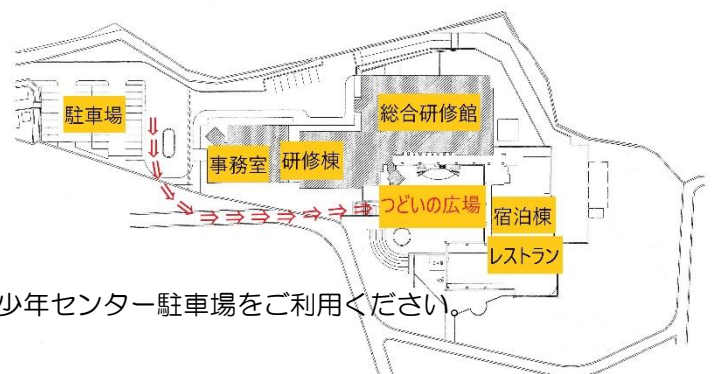 駐車場
総合研修館
事務室
研修棟
つどいの広場
宿泊棟
レストラン
少年センター駐車場をご利用ください。